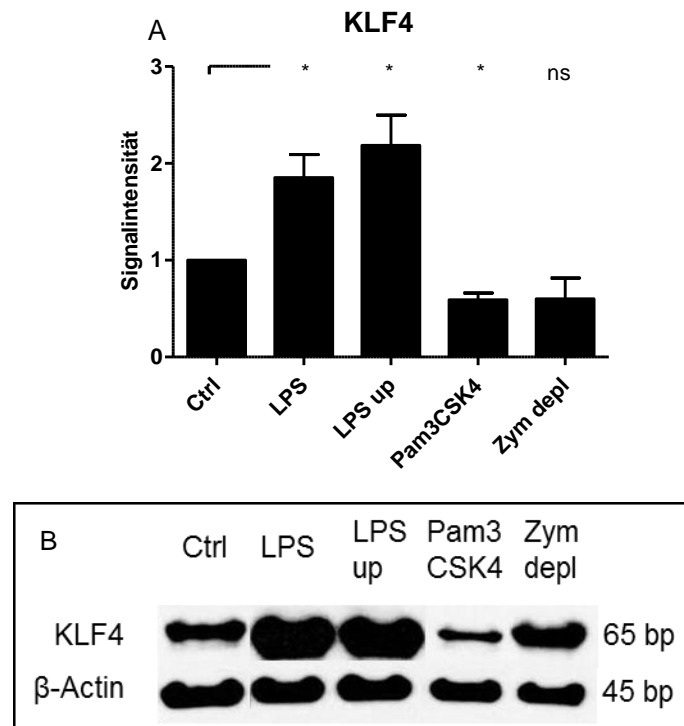 A
KLF4
3
2
1
0
Signalintensität
* * * ns
Ctrl LPS LPS up Pam3CSK4 Zym depl
B
Ctrl LPS LPS up Pam3 CSK4 Zym depl
KLF4 65 bp
β-Actin 45 bp